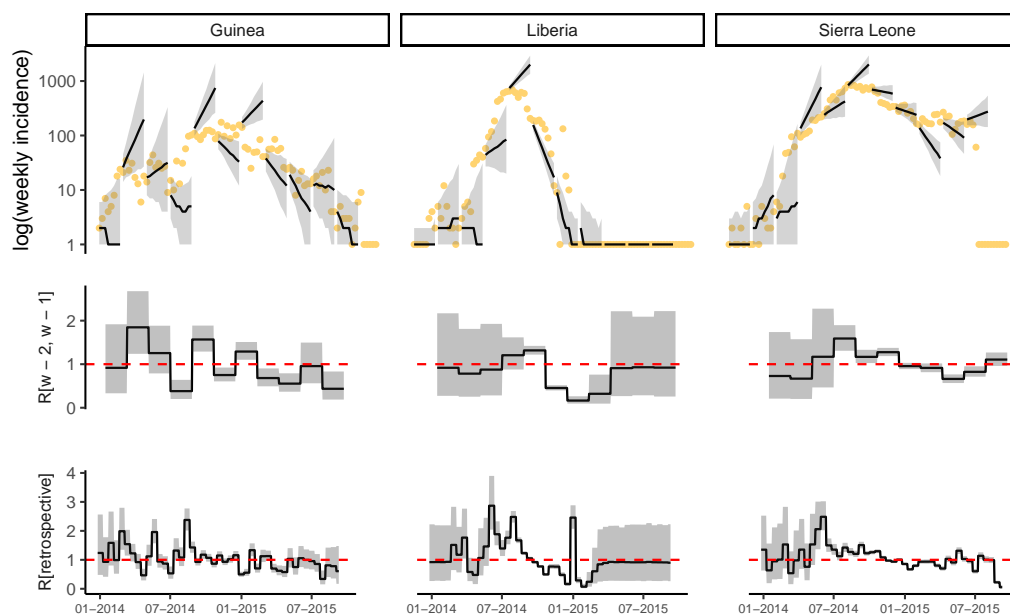 Guinea Liberia Sierra Leone
log(weekly incidence)
1000
100
10
1
R[w − 2, w − 1]
2
1
0
R[retrospective]
4
3
2
1
0
01−2014 07−2014 01−2015 07−2015 01−2014 07−2014 01−2015 07−2015 01−2014 07−2014 01−2015 07−2015